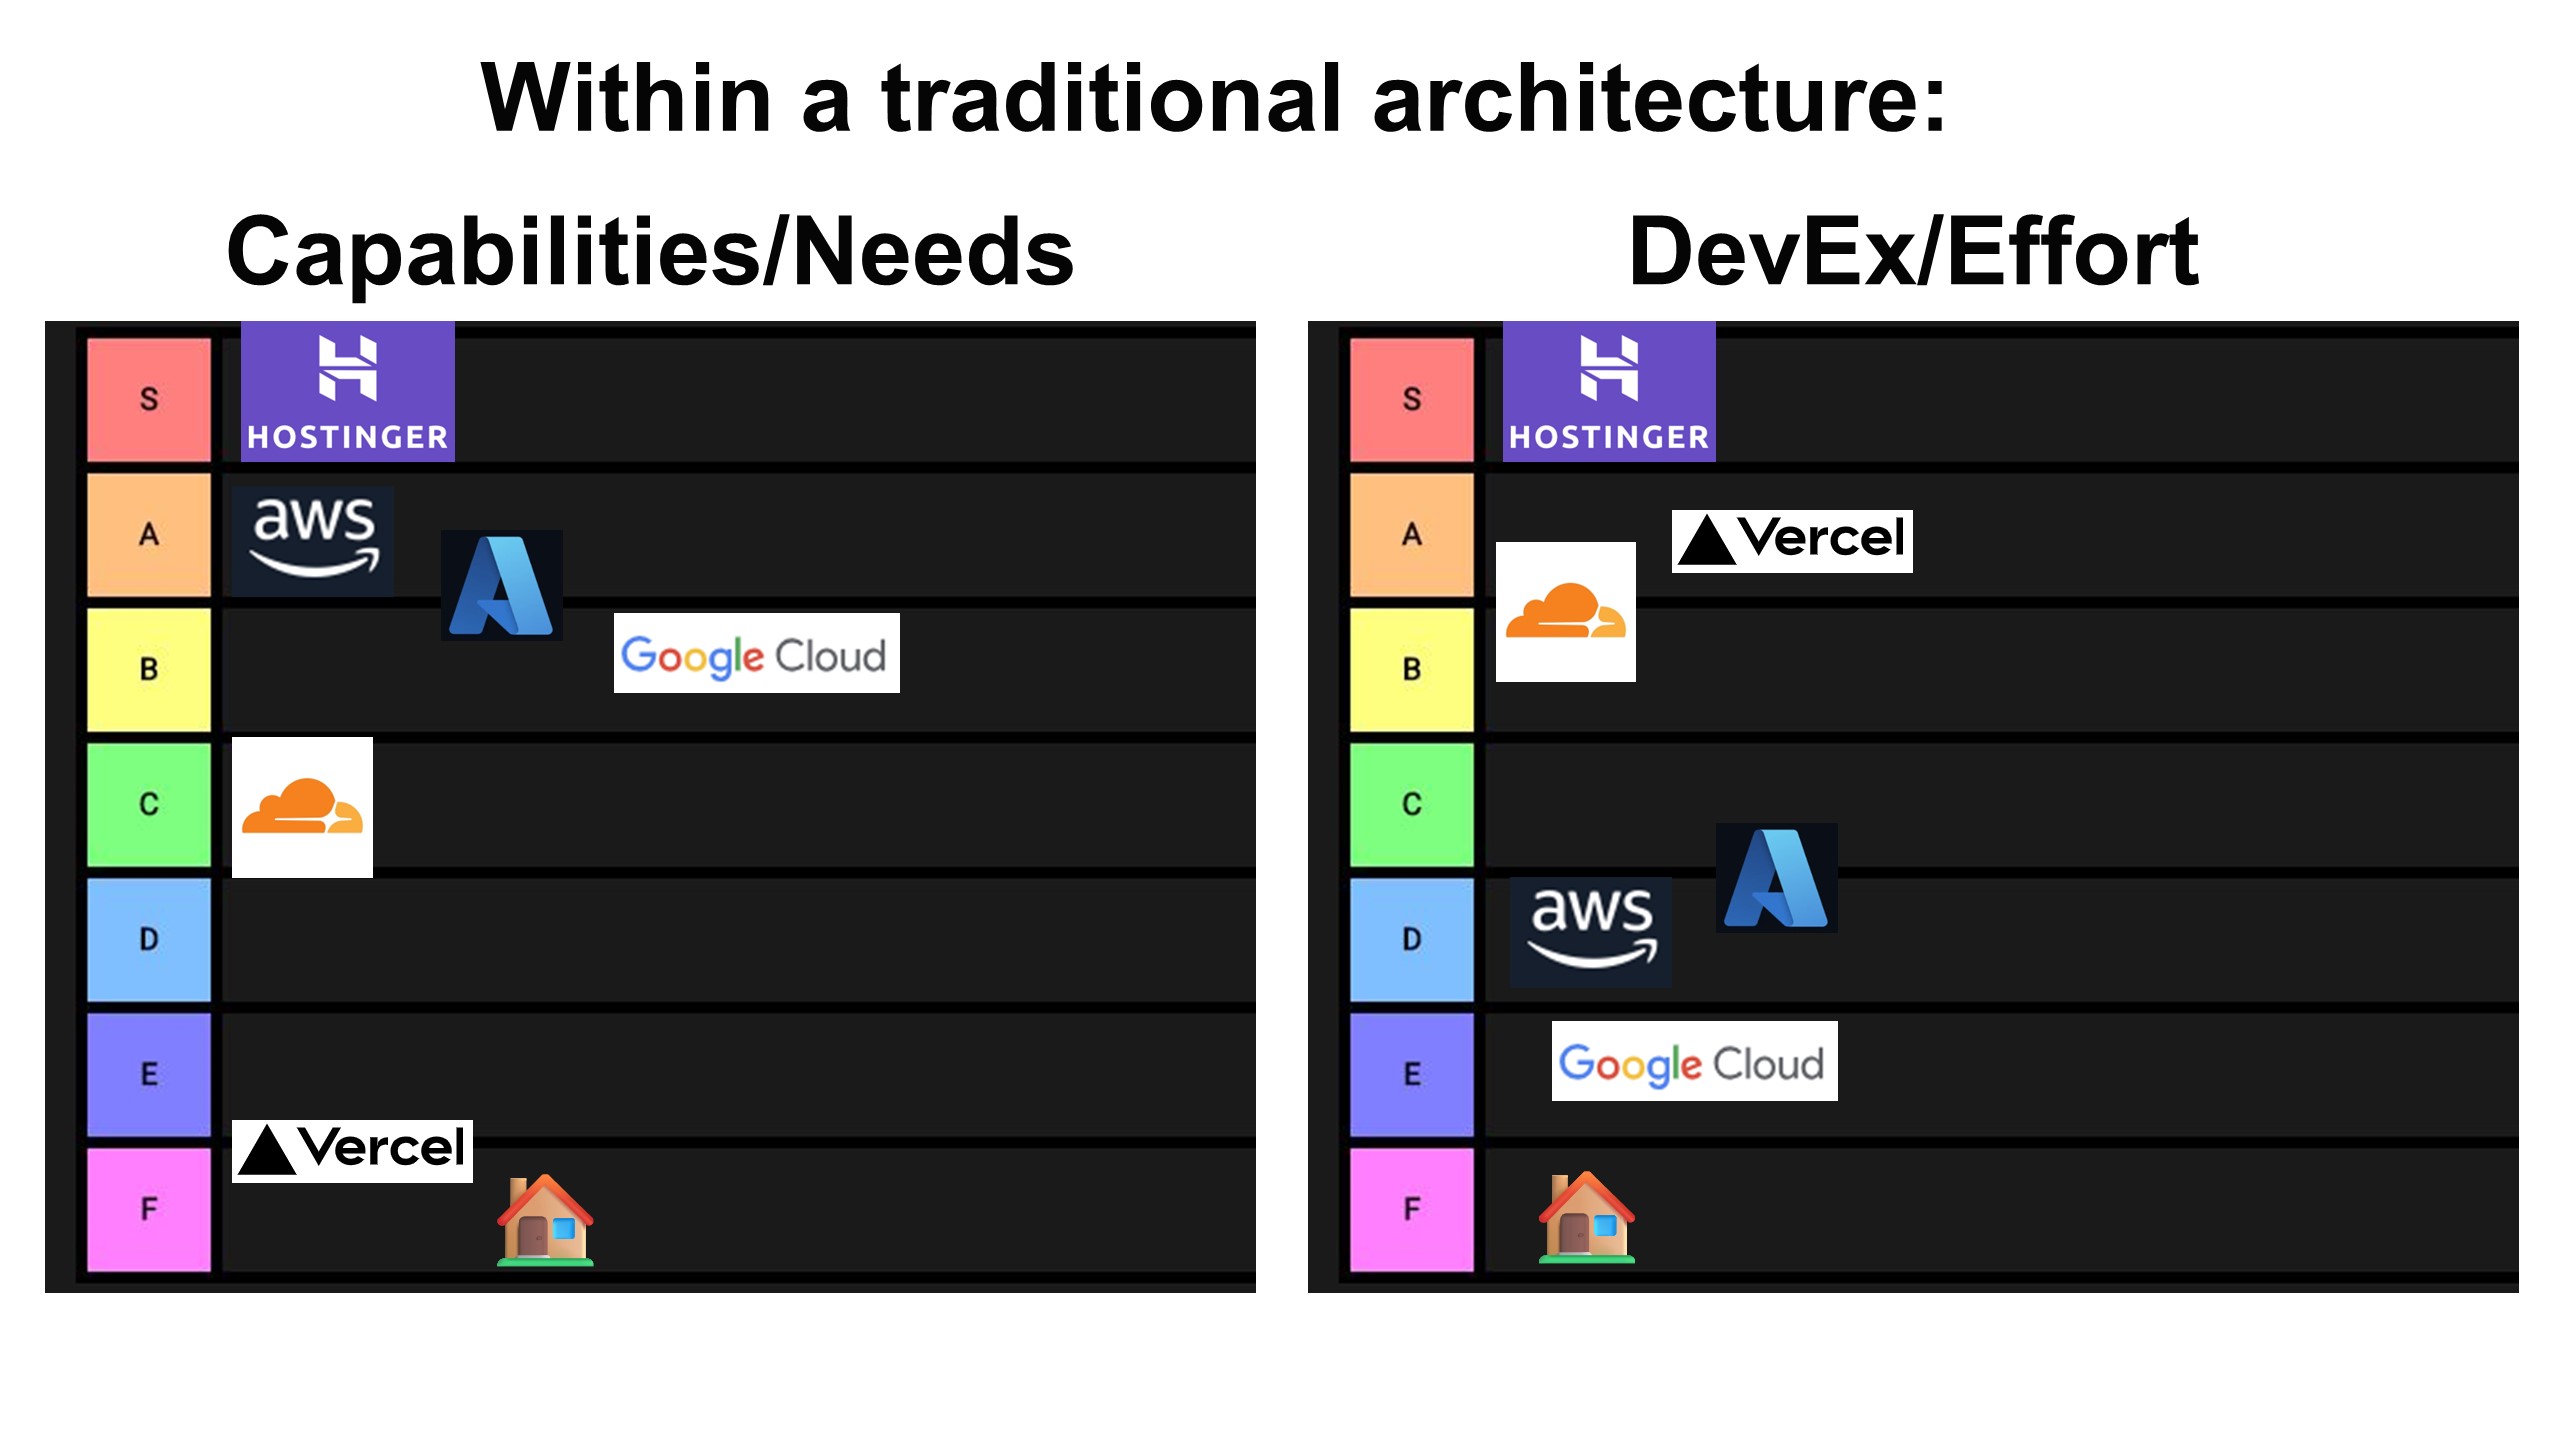 Within a traditional architecture:
Capabilities/Needs
S
HOSTINGER
A
aws
B
Google Cloud
C
D
E
Vercel
F
DevEx/Effort
S
HOSTINGER
A
Vercel
B
C
D
aws
E
Google Cloud
F